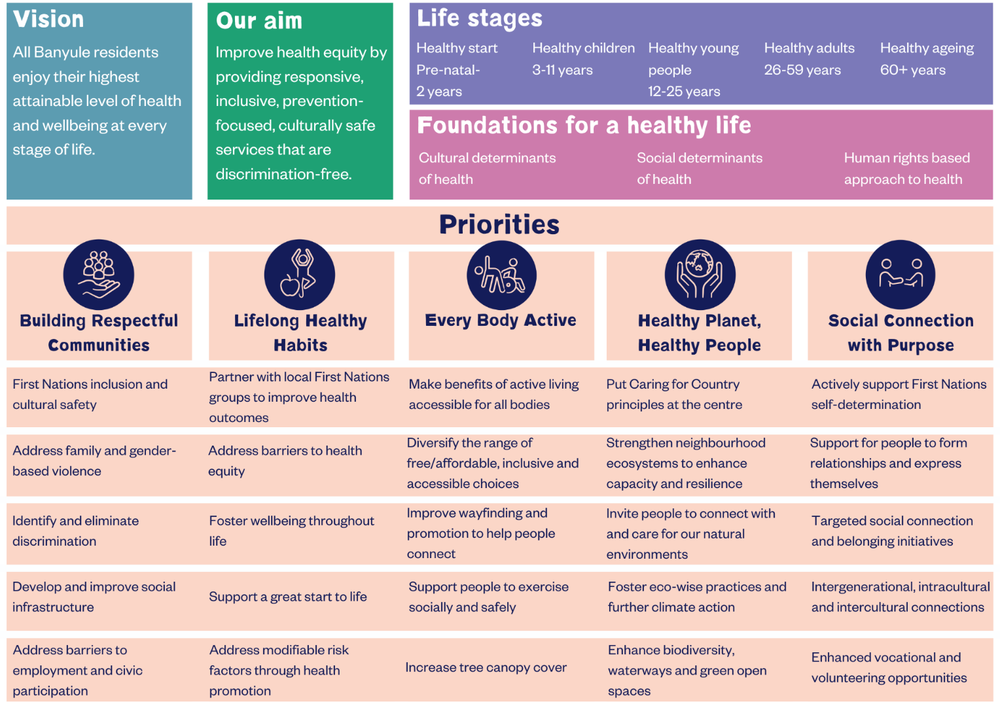 Vision
All Banyule residents
enjoy their highest
attainable level of health
and wellbeing at every
stage of life.
Our aim
Improve health equity by
providing responsive,
inclusive, prevention-
focused, culturally safe
services that are
discrimination-free.
Life stages
Healthy start
Pre-natal-
2 years
Healthy children
3-11 years
Healthy young
people
12-25 years
Healthy adults
26-59 years
Healthy ageing
60+ years
Foundations for a healthy life
Cultural determinants
of health
Social determinants
of health
Human rights based
approach to health
Priorities
Building Respectful
Communities
Lifelong Healthy
Habits
Every Body Active
Healthy Planet,
Healthy People
Social Connection
with Purpose
First Nations inclusion and
cultural safety
Partner with local First Nations
groups to improve health
outcomes
Make benefits of active living
accessible for all bodies
Put Caring for Country
principles at the centre
Actively support First Nations
self-determination
Address family and gender-
based violence
Address barriers to health
equity
Diversify the range of
free/affordable, inclusive and
accessible choices
Strengthen neighbourhood
ecosystems to enhance
capacity and resilience
Support for people to form
relationships and express
themselves
Identify and eliminate
discrimination
Foster wellbeing throughout
life
Improve wayfinding and
promotion to help people
connect
Invite people to connect with
and care for our natural
environments
Targeted social connection
and belonging initiatives
Develop and improve social
infrastructure
Support a great start to life
Support people to exercise
socially and safely
Foster eco-wise practices and
further climate action
Intergenerational, intracultural
and intercultural connections
Address barriers to
employment and civic
participation
Address modifiable risk
factors through health
promotion
Increase tree canopy cover
Enhance biodiversity,
waterways and green open
spaces
Enhanced vocational and
volunteering opportunities